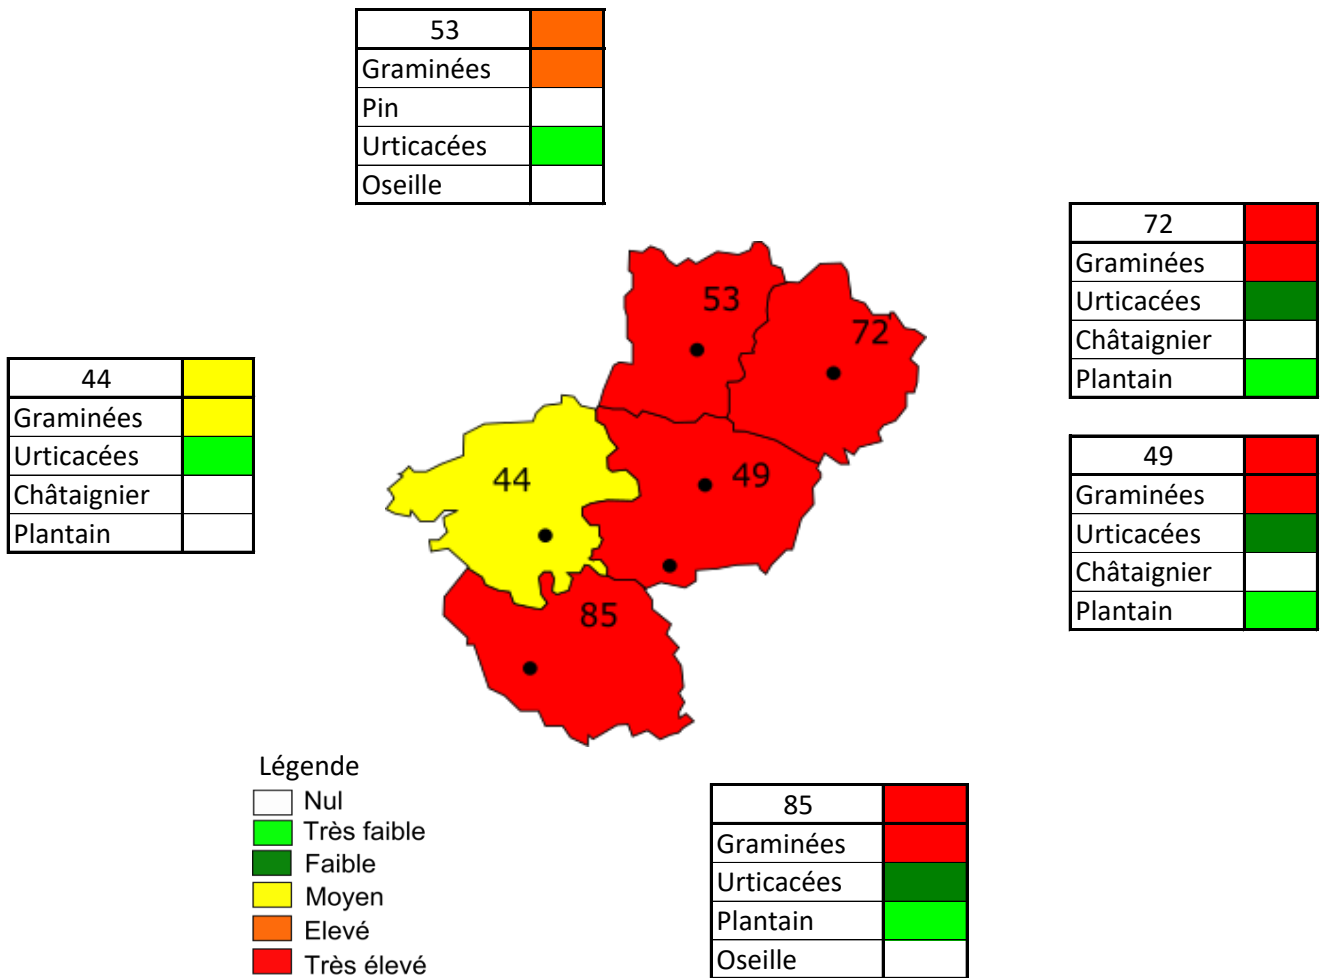 53
Graminées
Pin
Urticacées
Oseille
72
Graminées
Urticacées
Châtaignier
Plantain
53
72
44
Graminées
Urticacées
Châtaignier
Plantain
44
49
49
Graminées
Urticacées
Châtaignier
Plantain
85
Légende
Nul
Très faible
Faible
Moyen
Elevé
Très élevé
85
Graminées
Urticacées
Plantain
Oseille